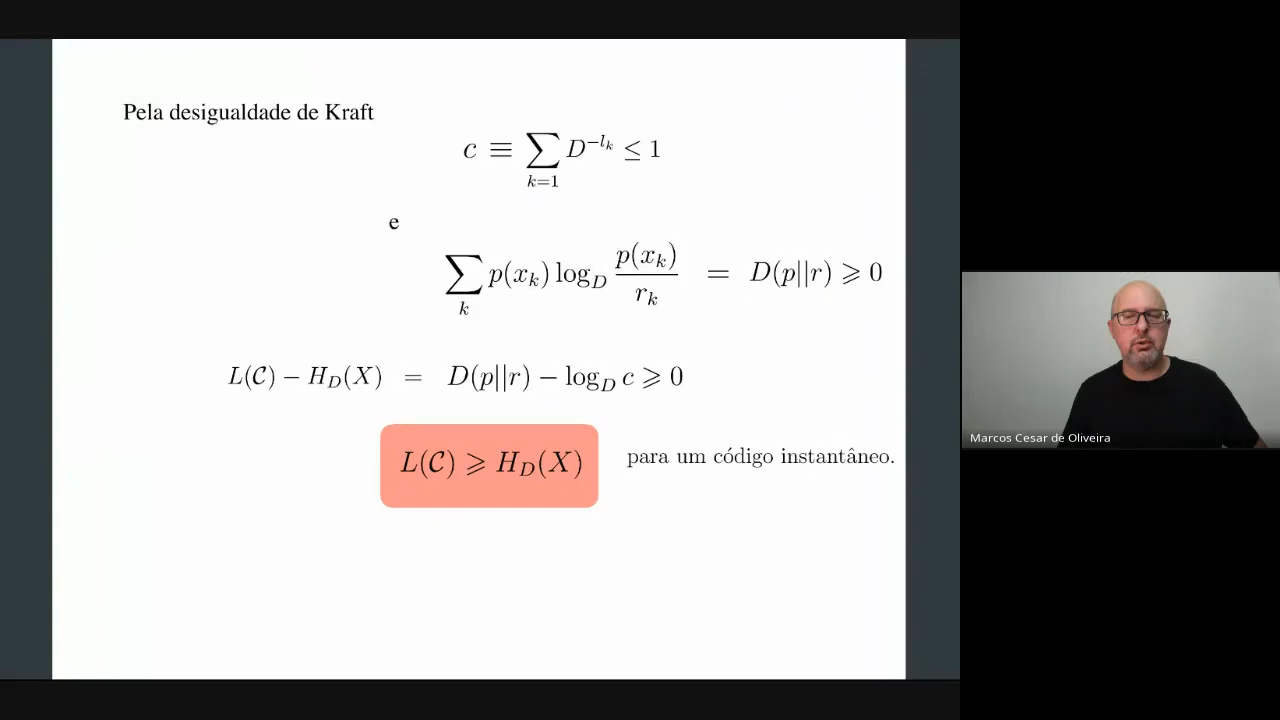 Pela desigualdade de Kraft
c ≡ ∑_{k=1} D^{-l_k} ≤ 1
e
∑_k p(x_k) log_D p(x_k)/r_k = D(p||r) ⩾ 0
L(𝒞) − H_D(X) = D(p||r) − log_D c ⩾ 0
L(𝒞) ⩾ H_D(X) para um código instantâneo.
Marcos Cesar de Oliveira